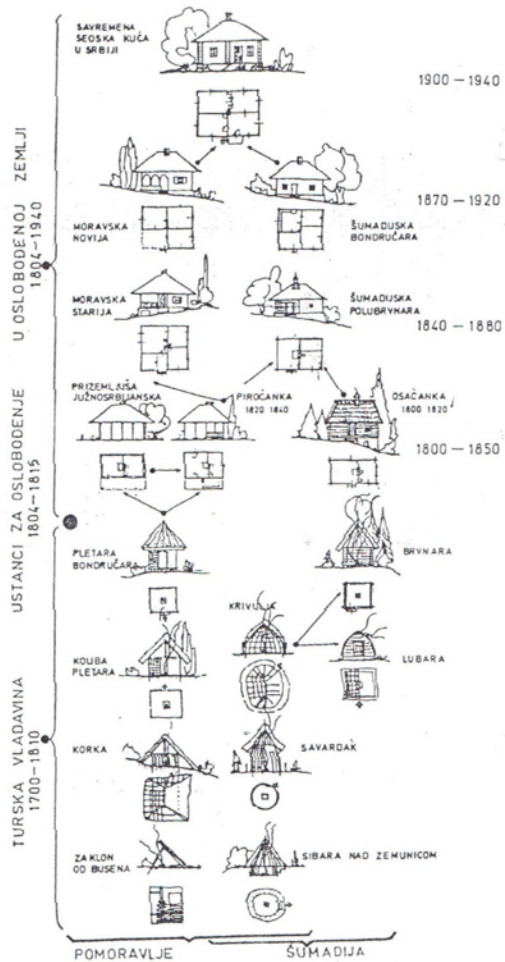 SAVREMENA
SEOSKA KUĆA
U SRBIJI
1900 — 1940
1870 — 1920
MORAVSKA
NOVIJA
ŠUMADIJSKA
BONDRUČARA
MORAVSKA
STARIJA
ŠUMADIJSKA
POLUBRVNARA
1840 — 1880
PRIZEMLJUŠA
JUŽNOSRBIJANSKA
PIROĆANKA
1820 1840
OSAĆANKA
1800 1820
1800 — 1850
PLETARA
BONDRUČARA
BRVNARA
KRIVULJA
KOLIBA
PLETARA
LUBARA
KORKA
SAVARDAK
ZAKLON
OD BUSENA
SIBARA NAD ZEMUNICOM
POMORAVLJE
ŠUMADIJA
U OSLOBOĐENOJ ZEMLJI
1804—1940
USTANCI ZA OSLOBOĐENJE
1804—1815
TURSKA VLADAVINA
1700—1810